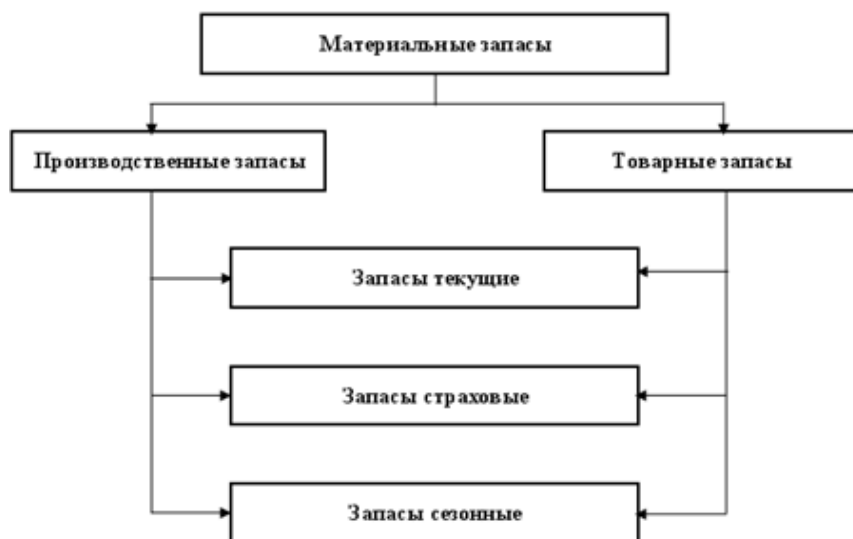 Материальные запасы
Производственные запасы
Товарные запасы
Запасы текущие
Запасы страховые
Запасы сезонные